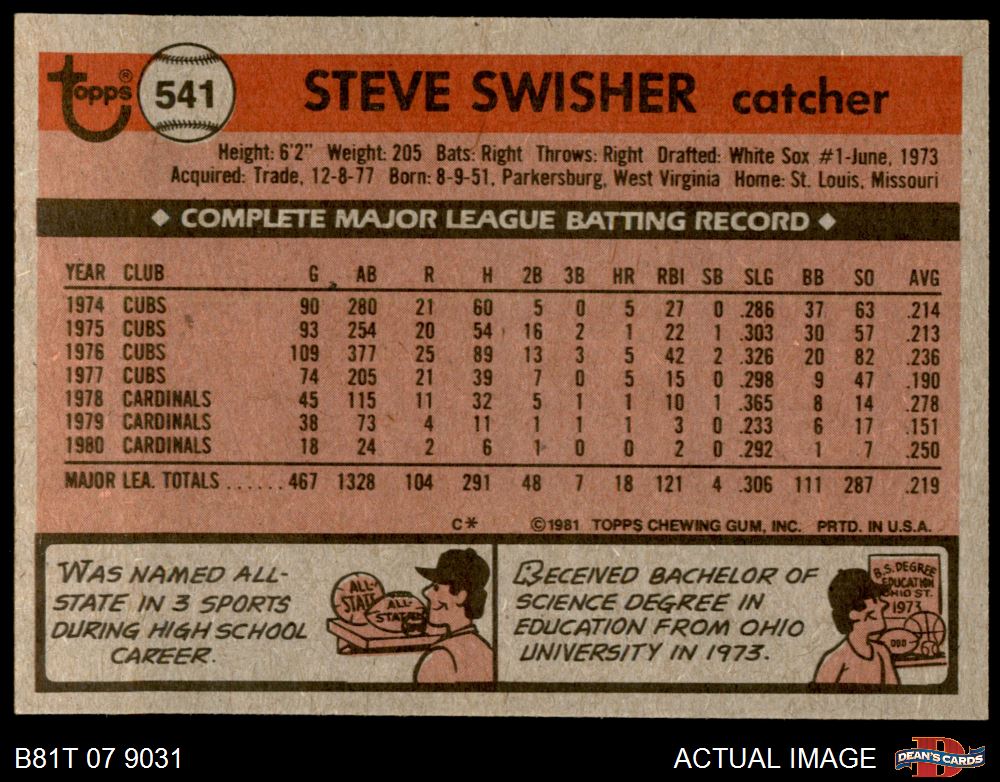 Topps® 541 STEVE SWISHER catcher
Height: 6'2" Weight: 205 Bats: Right Throws: Right Drafted: White Sox #1-June, 1973
Acquired: Trade, 12-8-77 Born: 8-9-51, Parkersburg, West Virginia Home: St. Louis, Missouri
◆ COMPLETE MAJOR LEAGUE BATTING RECORD ◆
YEAR CLUB G AB R H 2B 3B HR RBI SB SLG BB SO AVG
1974 CUBS 90 280 21 60 5 0 5 27 0 .286 37 63 .214
1975 CUBS 93 254 20 54 16 2 1 22 1 .303 30 57 .213
1976 CUBS 109 377 25 89 13 3 5 42 2 .326 20 82 .236
1977 CUBS 74 205 21 39 7 0 5 15 0 .298 9 47 .190
1978 CARDINALS 45 115 11 32 5 1 1 10 1 .365 8 14 .278
1979 CARDINALS 38 73 4 11 1 1 1 3 0 .233 6 17 .151
1980 CARDINALS 18 24 2 6 1 0 0 2 0 .292 1 7 .250
MAJOR LEA. TOTALS ...... 467 1328 104 291 48 7 18 121 4 .306 111 287 .219
C* ©1981 TOPPS CHEWING GUM, INC. PRTD. IN U.S.A.
WAS NAMED ALL-
STATE IN 3 SPORTS
DURING HIGH SCHOOL
CAREER.
ALL-
STATE
ALL-
STATE
RECEIVED BACHELOR OF
SCIENCE DEGREE IN
EDUCATION FROM OHIO
UNIVERSITY IN 1973.
B.S. DEGREE
EDUCATION
OHIO ST.
1973
B81T 07 9031
ACTUAL IMAGE
D
DEAN'S CARDS